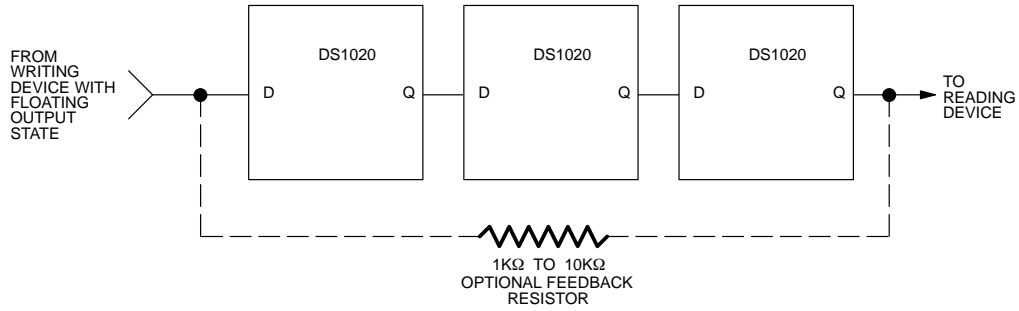 FROM
WRITING
DEVICE WITH
FLOATING
OUTPUT
STATE
DS1020
D
Q
DS1020
D
Q
DS1020
D
Q
TO
READING
DEVICE
1KΩ TO 10KΩ
OPTIONAL FEEDBACK
RESISTOR